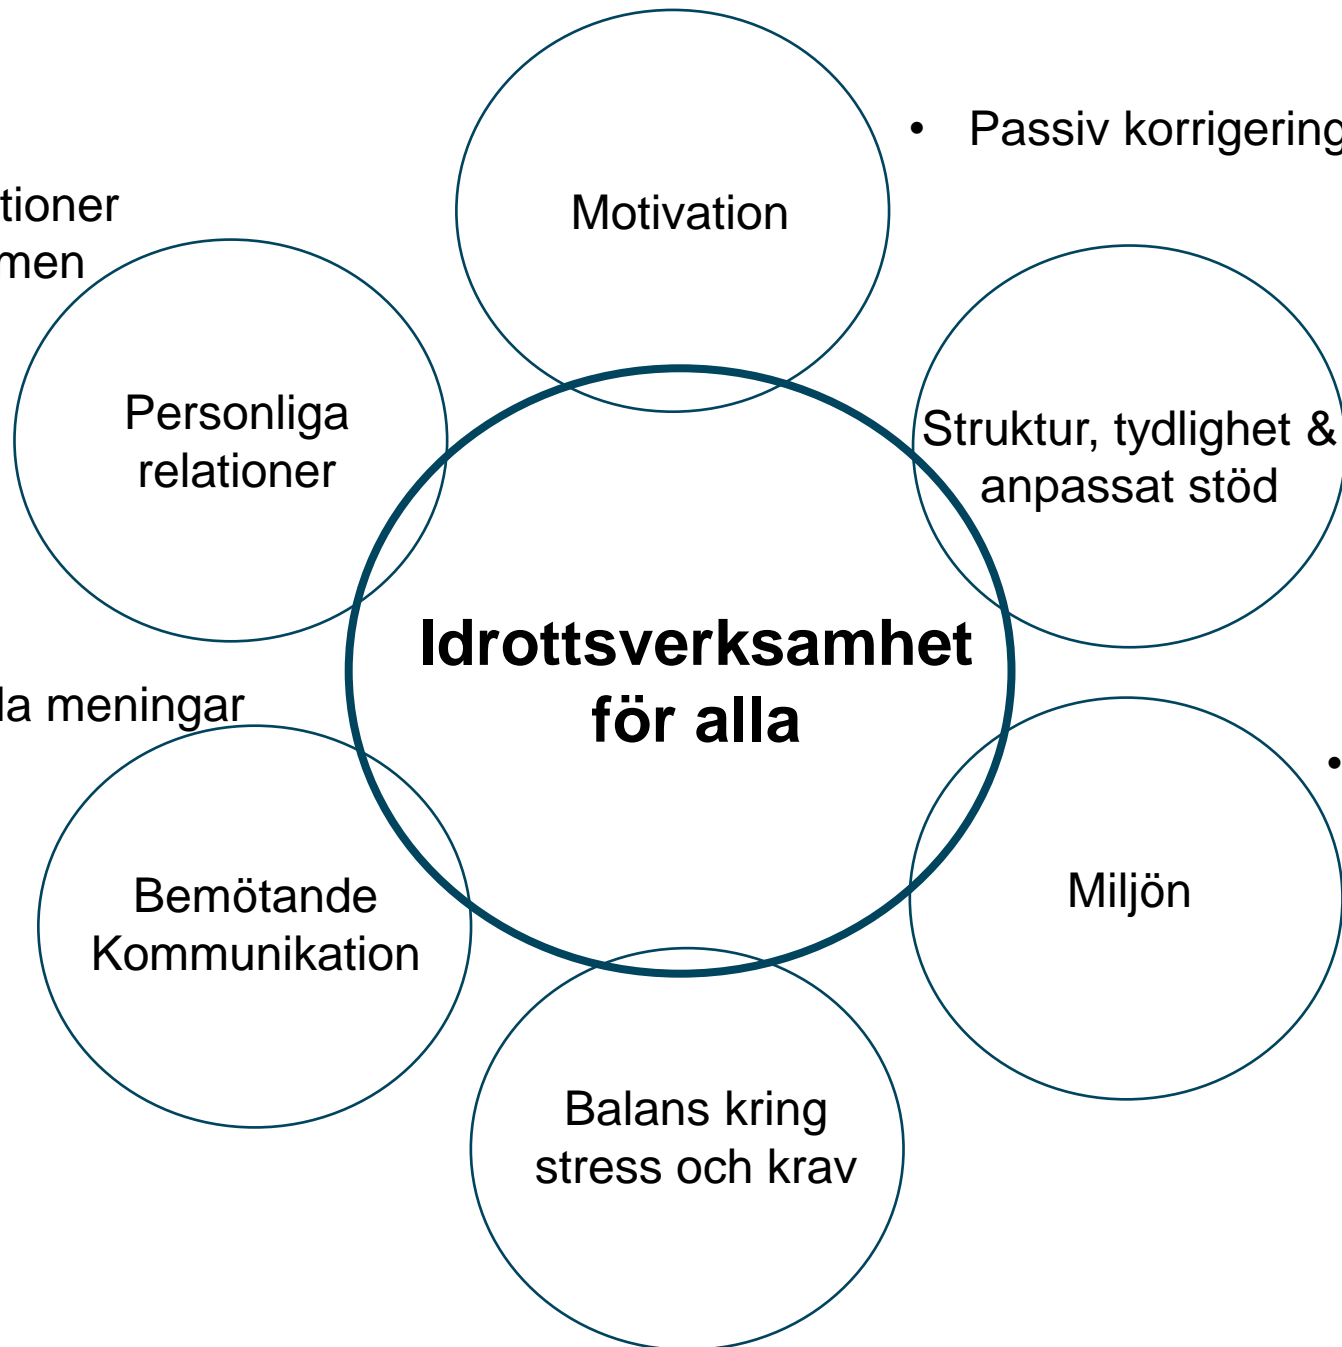 • Passiv korrigering
Motivation
tioner
men
Personliga
relationer
Struktur, tydlighet &
anpassat stöd
Idrottsverksamhet
för alla
la meningar
•
Miljön
Bemötande
Kommunikation
Balans kring
stress och krav